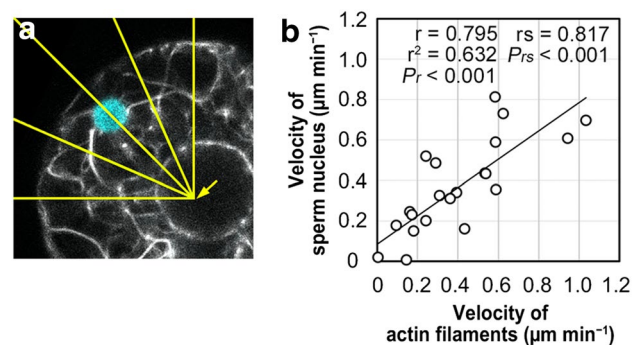 a
b
r = 0.795 rs = 0.817
r² = 0.632 Prs < 0.001
Pr < 0.001
Velocity of
sperm nucleus (µm min⁻¹)
1.2
1.0
0.8
0.6
0.4
0.2
0
0 0.2 0.4 0.6 0.8 1.0 1.2
Velocity of
actin filaments (µm min⁻¹)